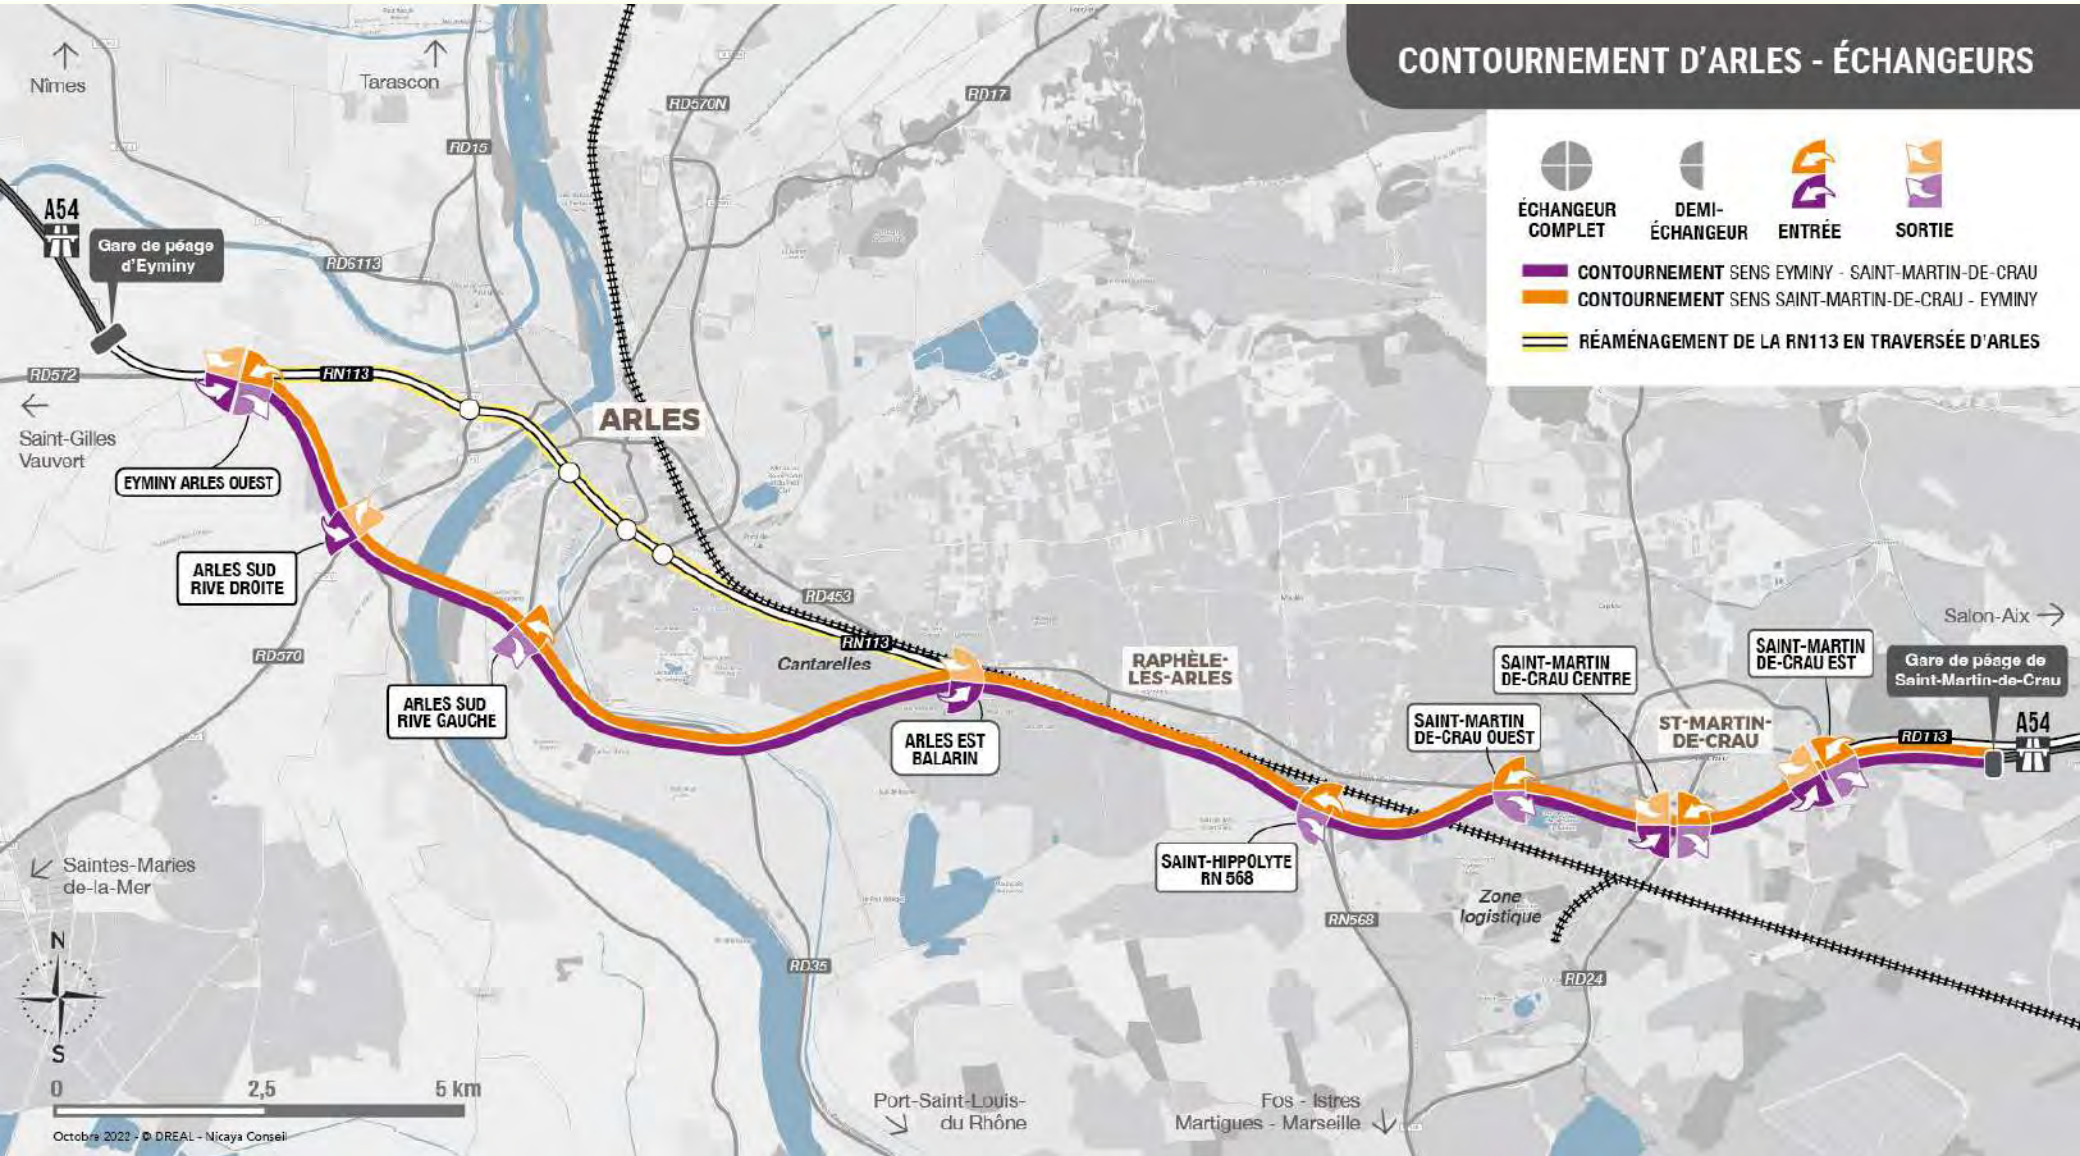 CONTOURNEMENT D'ARLES - ÉCHANGEURS
ÉCHANGEUR
COMPLET
DEMI-
ÉCHANGEUR
ENTRÉE
SORTIE
CONTOURNEMENT SENS EYMINY - SAINT-MARTIN-DE-CRAU
CONTOURNEMENT SENS SAINT-MARTIN-DE-CRAU - EYMINY
RÉAMÉNAGEMENT DE LA RN113 EN TRAVERSÉE D'ARLES
Nîmes
Tarascon
RD570N
RD17
RD15
A54
Gare de péage
d'Eyminy
RD6113
RD572
RN113
ARLES
Saint-Gilles
Vauvert
EYMINY ARLES OUEST
ARLES SUD
RIVE DROITE
RD453
RN113
Cantarelles
RD570
ARLES SUD
RIVE GAUCHE
ARLES EST
BALARIN
RAPHÈLE-
LÈS-ARLES
Salon-Aix
SAINT-MARTIN
DE-CRAU CENTRE
SAINT-MARTIN
DE-CRAU EST
Gare de péage de
Saint-Martin-de-Crau
SAINT-MARTIN
DE-CRAU OUEST
ST-MARTIN-
DE-CRAU
RD113
A54
SAINT-HIPPOLYTE
RN 568
Saintes-Maries
de-la-Mer
Zone
logistique
RN568
RD35
RD24
N
S
0 2,5 5 km
Port-Saint-Louis-
du Rhône
Fos - Istres
Martigues - Marseille
Octobre 2022 - © DREAL - Nicaya Conseil